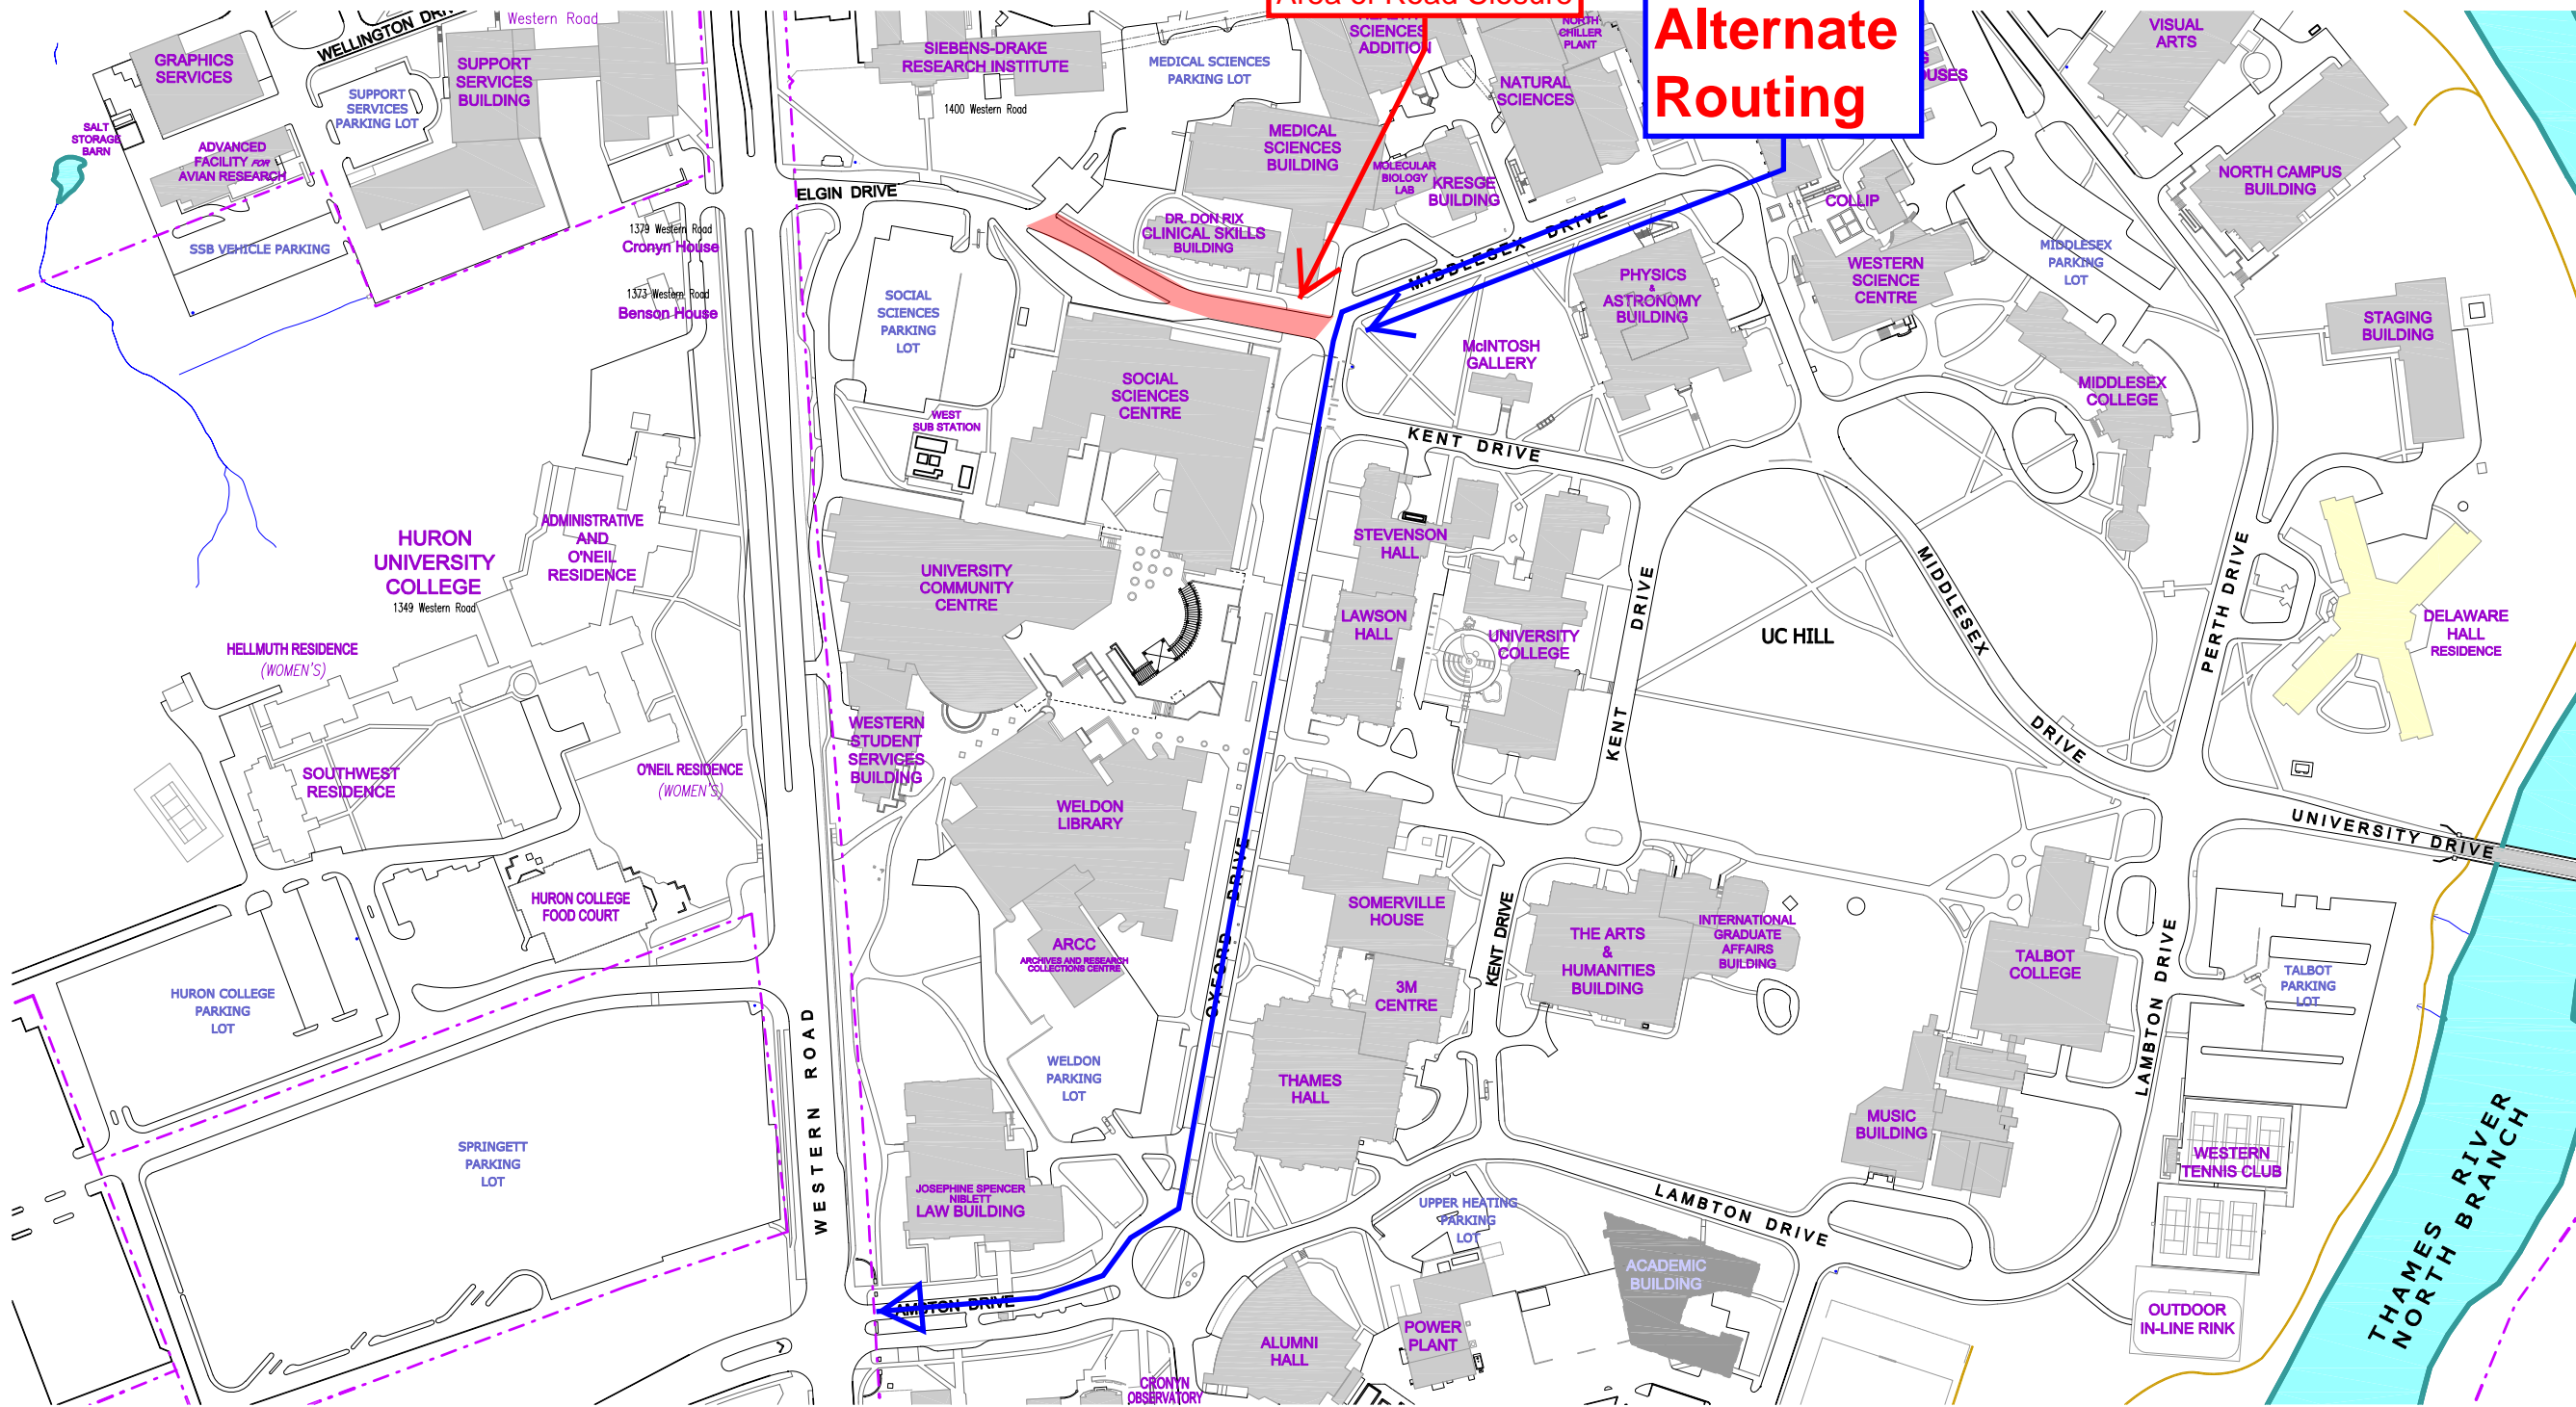 Area of Road Closure
Alternate
Routing
Western Road
WELLINGTON DRIVE
GRAPHICS
SERVICES
SUPPORT
SERVICES
BUILDING
SUPPORT
SERVICES
PARKING LOT
SALT
STORAGE
BARN
ADVANCED
FACILITY FOR
AVIAN RESEARCH
SSB VEHICLE PARKING
SIEBENS-DRAKE
RESEARCH INSTITUTE
1400 Western Road
MEDICAL SCIENCES
PARKING LOT
SCIENCES
ADDITION
NORTH
CHILLER
PLANT
NATURAL
SCIENCES
VISUAL
ARTS
NORTH CAMPUS
BUILDING
MEDICAL
SCIENCES
BUILDING
MOLECULAR
BIOLOGY
LAB
KRESGE
BUILDING
COLLIP
ELGIN DRIVE
DR. DON RIX
CLINICAL SKILLS
BUILDING
MIDDLESEX DRIVE
1379 Western Road
Cronyn House
1373 Western Road
Benson House
SOCIAL
SCIENCES
PARKING
LOT
PHYSICS
&
ASTRONOMY
BUILDING
WESTERN
SCIENCE
CENTRE
MIDDLESEX
PARKING
LOT
STAGING
BUILDING
McINTOSH
GALLERY
SOCIAL
SCIENCES
CENTRE
MIDDLESEX
COLLEGE
WEST
SUB STATION
KENT DRIVE
HURON
UNIVERSITY
COLLEGE
1349 Western Road
ADMINISTRATIVE
AND
O'NEIL
RESIDENCE
UNIVERSITY
COMMUNITY
CENTRE
STEVENSON
HALL
LAWSON
HALL
UNIVERSITY
COLLEGE
KENT DRIVE
UC HILL
MIDDLESEX DRIVE
PERTH DRIVE
DELAWARE
HALL
RESIDENCE
HELLMUTH RESIDENCE
(WOMEN'S)
SOUTHWEST
RESIDENCE
O'NEIL RESIDENCE
(WOMEN'S)
WESTERN
STUDENT
SERVICES
BUILDING
WELDON
LIBRARY
UNIVERSITY DRIVE
HURON COLLEGE
FOOD COURT
ARCC
ARCHIVES AND RESEARCH
COLLECTIONS CENTRE
OXFORD DRIVE
SOMERVILLE
HOUSE
KENT DRIVE
THE ARTS
&
HUMANITIES
BUILDING
INTERNATIONAL
GRADUATE
AFFAIRS
BUILDING
TALBOT
COLLEGE
LAMBTON DRIVE
TALBOT
PARKING
LOT
HURON COLLEGE
PARKING
LOT
3M
CENTRE
WESTERN ROAD
WELDON
PARKING
LOT
THAMES
HALL
MUSIC
BUILDING
SPRINGETT
PARKING
LOT
WESTERN
TENNIS CLUB
THAMES RIVER
NORTH BRANCH
JOSEPHINE SPENCER
NIBLETT
LAW BUILDING
UPPER HEATING
PARKING
LOT
LAMBTON DRIVE
ACADEMIC
BUILDING
LAMBTON DRIVE
OUTDOOR
IN-LINE RINK
ALUMNI
HALL
POWER
PLANT
CRONYN
OBSERVATORY